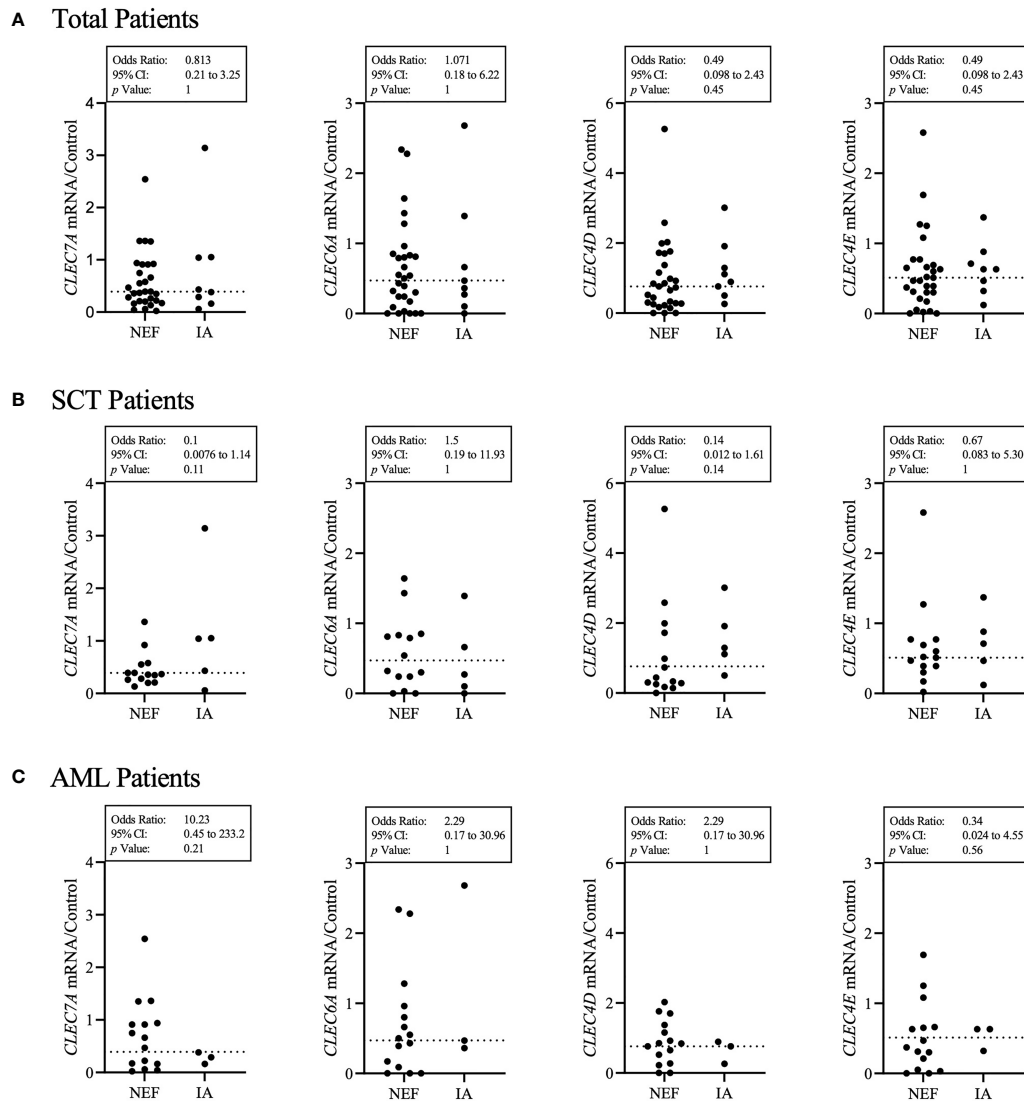 A Total Patients
Odds Ratio: 0.813
95% CI: 0.21 to 3.25
p Value: 1
CLEC7A mRNA/Control
4
3
2
1
0
NEF IA
Odds Ratio: 1.071
95% CI: 0.18 to 6.22
p Value: 1
CLEC6A mRNA/Control
3
2
1
0
NEF IA
Odds Ratio: 0.49
95% CI: 0.098 to 2.43
p Value: 0.45
CLEC4D mRNA/Control
6
4
2
0
NEF IA
Odds Ratio: 0.49
95% CI: 0.098 to 2.43
p Value: 0.45
CLEC4E mRNA/Control
3
2
1
0
NEF IA
B SCT Patients
Odds Ratio: 0.1
95% CI: 0.0076 to 1.14
p Value: 0.11
CLEC7A mRNA/Control
4
3
2
1
0
NEF IA
Odds Ratio: 1.5
95% CI: 0.19 to 11.93
p Value: 1
CLEC6A mRNA/Control
3
2
1
0
NEF IA
Odds Ratio: 0.14
95% CI: 0.012 to 1.61
p Value: 0.14
CLEC4D mRNA/Control
6
4
2
0
NEF IA
Odds Ratio: 0.67
95% CI: 0.083 to 5.30
p Value: 1
CLEC4E mRNA/Control
3
2
1
0
NEF IA
C AML Patients
Odds Ratio: 10.23
95% CI: 0.45 to 233.2
p Value: 0.21
CLEC7A mRNA/Control
4
3
2
1
0
NEF IA
Odds Ratio: 2.29
95% CI: 0.17 to 30.96
p Value: 1
CLEC6A mRNA/Control
3
2
1
0
NEF IA
Odds Ratio: 2.29
95% CI: 0.17 to 30.96
p Value: 1
CLEC4D mRNA/Control
6
4
2
0
NEF IA
Odds Ratio: 0.34
95% CI: 0.024 to 4.55
p Value: 0.56
CLEC4E mRNA/Control
3
2
1
0
NEF IA